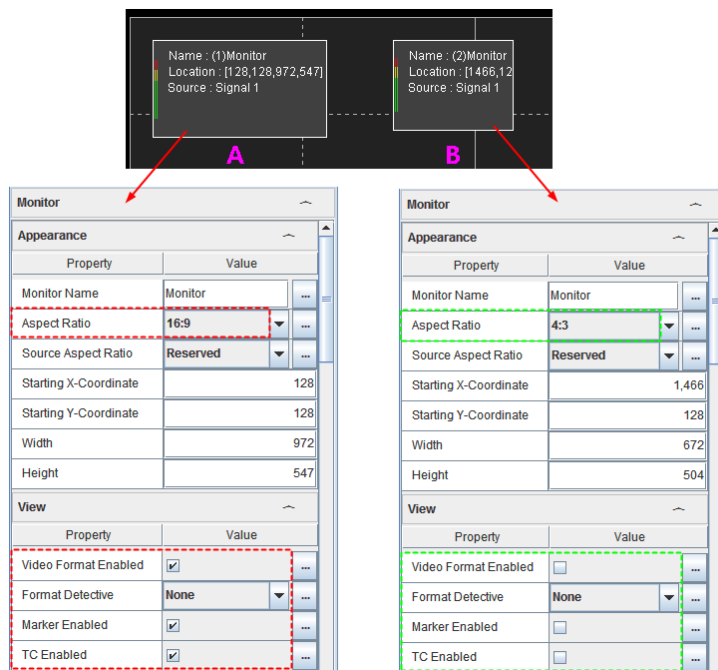 Name : (1)Monitor
Location : [128,128,972,547]
Source : Signal 1
Name : (2)Monitor
Location : [1466,12
Source : Signal 1
A
B
Monitor
Appearance
Property Value
Monitor Name Monitor ...
Aspect Ratio 16:9 ...
Source Aspect Ratio Reserved ...
Starting X-Coordinate 128
Starting Y-Coordinate 128
Width 972
Height 547
View
Property Value
Video Format Enabled ...
Format Detective None ...
Marker Enabled ...
TC Enabled ...
Monitor
Appearance
Property Value
Monitor Name Monitor ...
Aspect Ratio 4:3 ...
Source Aspect Ratio Reserved ...
Starting X-Coordinate 1,466
Starting Y-Coordinate 128
Width 672
Height 504
View
Property Value
Video Format Enabled ...
Format Detective None ...
Marker Enabled ...
TC Enabled ...